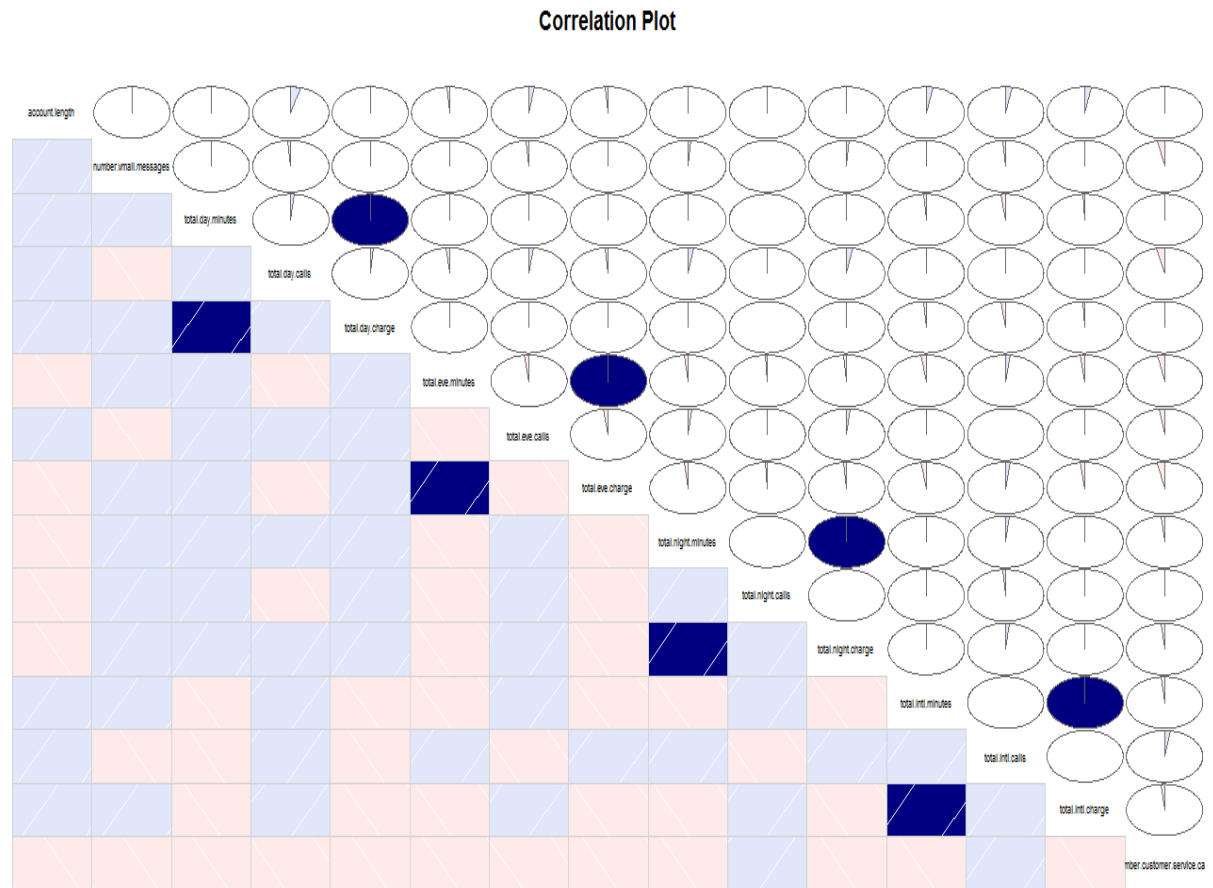 Correlation Plot
account.length
number.vmail.messages
total.day.minutes
total.day.calls
total.day.charge
total.eve.minutes
total.eve.calls
total.eve.charge
total.night.minutes
total.night.calls
total.night.charge
total.intl.minutes
total.intl.calls
total.intl.charge
mber.customer.service.ca